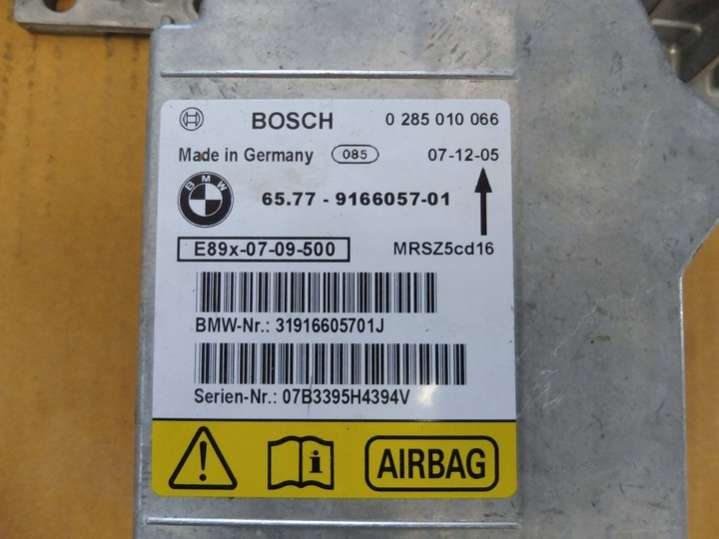 BOSCH 0 285 010 066
Made in Germany 085 07-12-05
BMW 65.77 - 9166057-01
E89x-07-09-500 MRSZ5cd16
BMW-Nr.: 31916605701J
Serien-Nr.: 07B3395H4394V
i AIRBAG